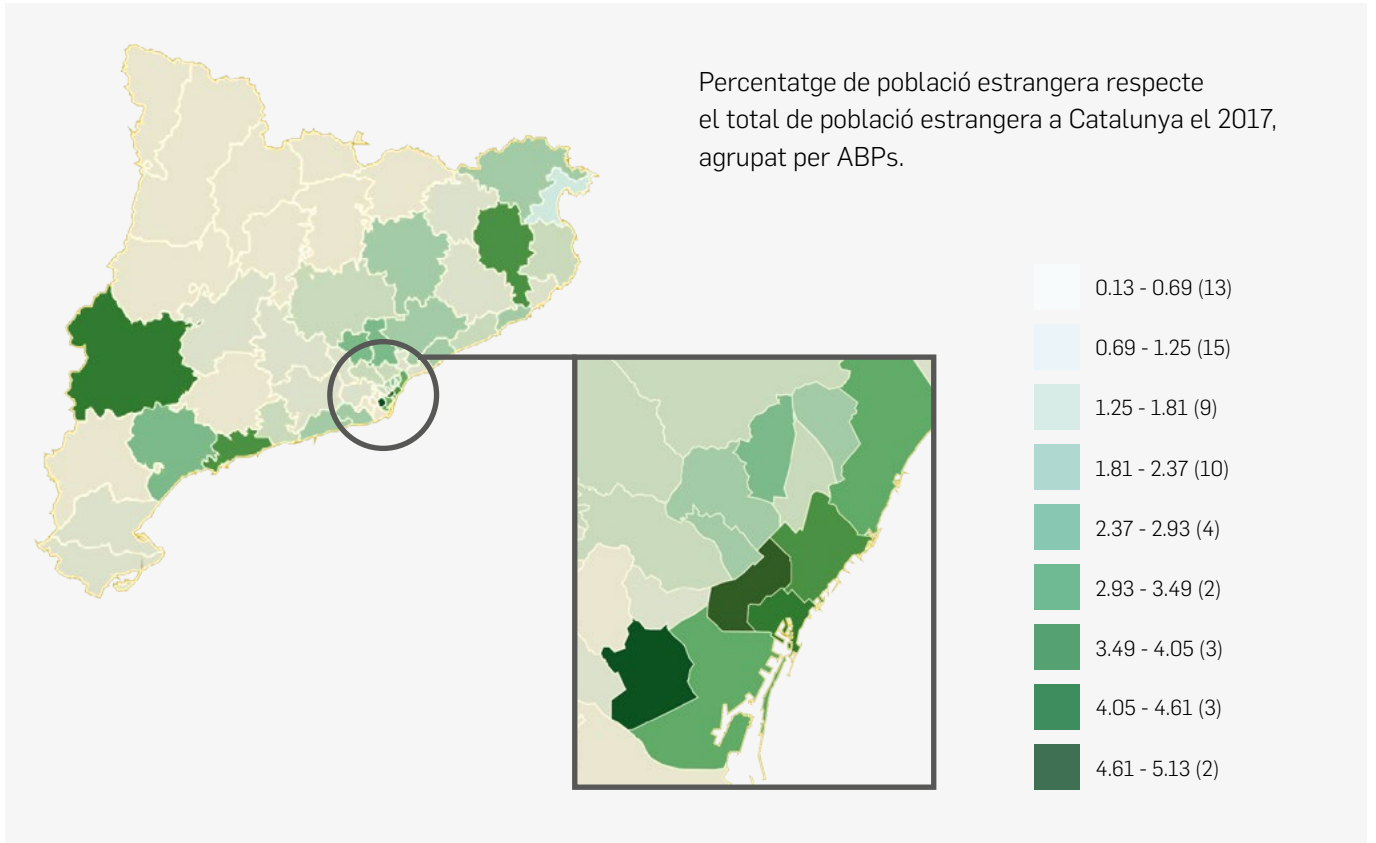 Percentatge de població estrangera respecte
el total de població estrangera a Catalunya el 2017,
agrupat per ABPs.
0.13 - 0.69 (13)
0.69 - 1.25 (15)
1.25 - 1.81 (9)
1.81 - 2.37 (10)
2.37 - 2.93 (4)
2.93 - 3.49 (2)
3.49 - 4.05 (3)
4.05 - 4.61 (3)
4.61 - 5.13 (2)